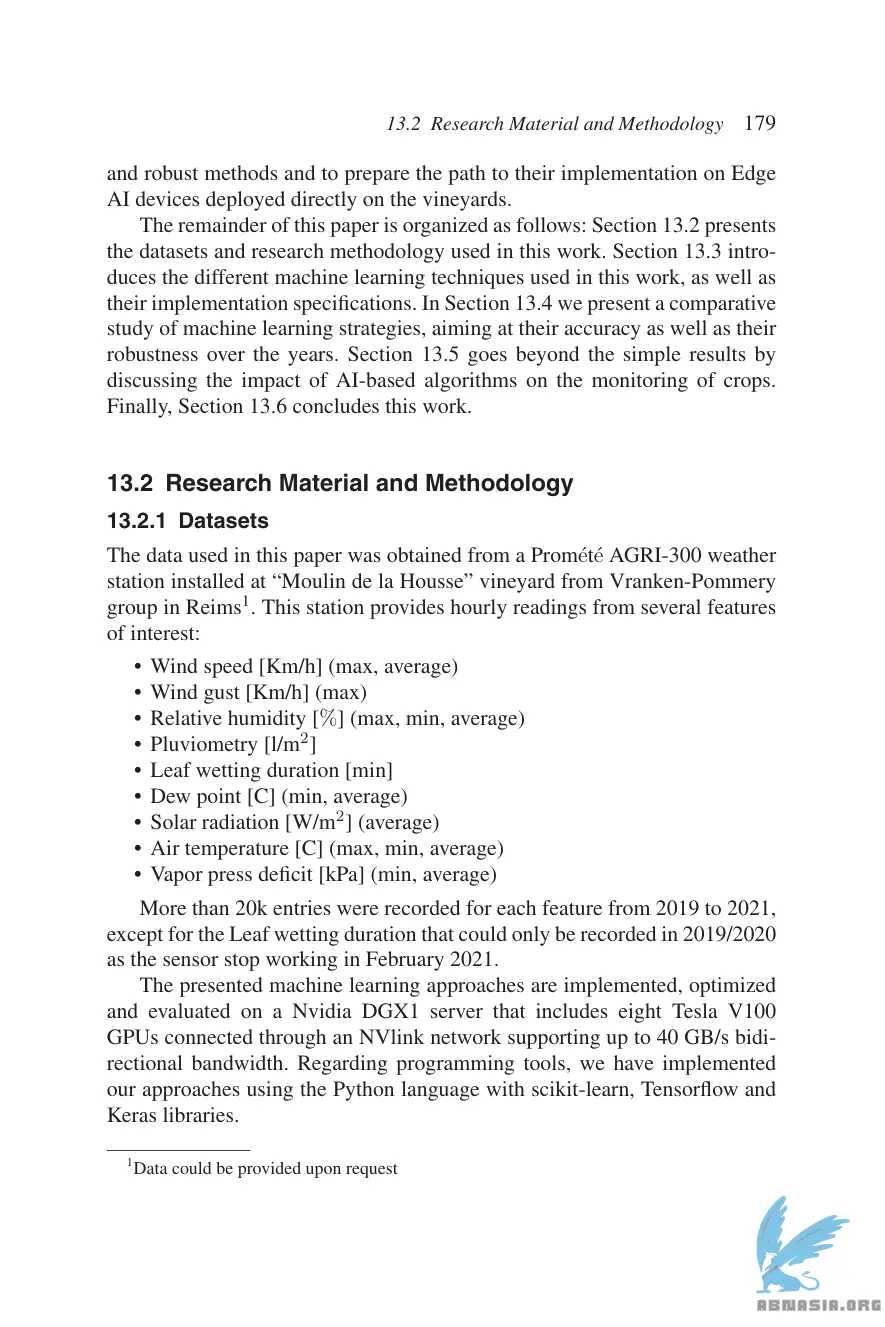 13.2 Research Material and Methodology 179
and robust methods and to prepare the path to their implementation on Edge
AI devices deployed directly on the vineyards.
The remainder of this paper is organized as follows: Section 13.2 presents
the datasets and research methodology used in this work. Section 13.3 intro-
duces the different machine learning techniques used in this work, as well as
their implementation specifications. In Section 13.4 we present a comparative
study of machine learning strategies, aiming at their accuracy as well as their
robustness over the years. Section 13.5 goes beyond the simple results by
discussing the impact of AI-based algorithms on the monitoring of crops.
Finally, Section 13.6 concludes this work.
13.2 Research Material and Methodology
13.2.1 Datasets
The data used in this paper was obtained from a Promété AGRI-300 weather
station installed at “Moulin de la Housse” vineyard from Vranken-Pommery
group in Reims¹. This station provides hourly readings from several features
of interest:
• Wind speed [Km/h] (max, average)
• Wind gust [Km/h] (max)
• Relative humidity [%] (max, min, average)
• Pluviometry [l/m²]
• Leaf wetting duration [min]
• Dew point [C] (min, average)
• Solar radiation [W/m²] (average)
• Air temperature [C] (max, min, average)
• Vapor press deficit [kPa] (min, average)
More than 20k entries were recorded for each feature from 2019 to 2021,
except for the Leaf wetting duration that could only be recorded in 2019/2020
as the sensor stop working in February 2021.
The presented machine learning approaches are implemented, optimized
and evaluated on a Nvidia DGX1 server that includes eight Tesla V100
GPUs connected through an NVlink network supporting up to 40 GB/s bidi-
rectional bandwidth. Regarding programming tools, we have implemented
our approaches using the Python language with scikit-learn, Tensorflow and
Keras libraries.
¹Data could be provided upon request
ABNASIA.ORG